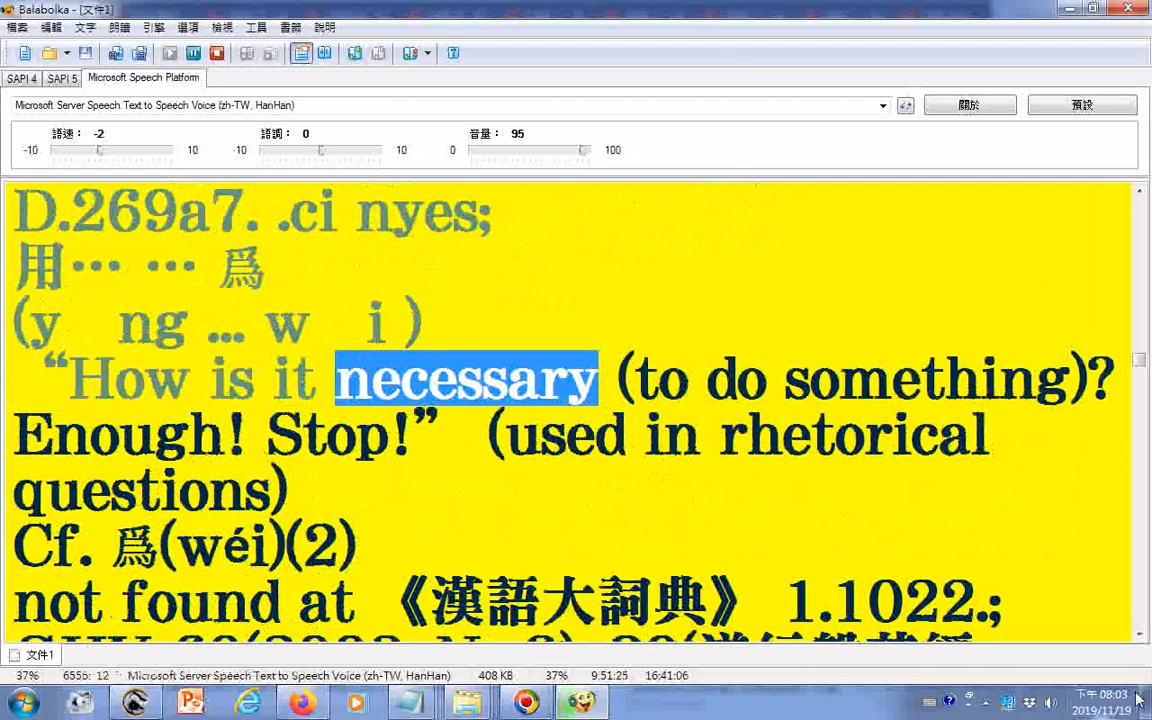 Balabolka - [文件1]
檔案 編輯 文字 朗讀 引擎 選項 檢視 工具 書籤 說明
SAPI 4 SAPI 5 Microsoft Speech Platform
Microsoft Server Speech Text to Speech Voice (zh-TW, HanHan)
關於 預設
語速： -2 語調： 0 音量： 95
-10 10 -10 10 0 100
D.269a7. .ci nyes;
用… … 爲
(y ng ... w i )
“How is it necessary (to do something)?
Enough! Stop!” (used in rhetorical
questions)
Cf. 爲(wéi)(2)
not found at 《漢語大詞典》 1.1022.;
文件1
37% 655b: 12 Microsoft Server Speech Text to Speech Voice (zh-TW, HanHan) 408 KB 37% 9:51:25 16:41:06
下午 08:03
2019/11/19